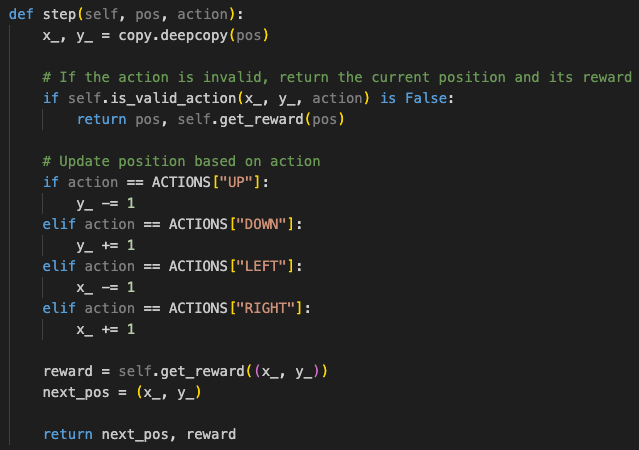 def step(self, pos, action):
    x_, y_ = copy.deepcopy(pos)

    # If the action is invalid, return the current position and its reward
    if self.is_valid_action(x_, y_, action) is False:
        return pos, self.get_reward(pos)

    # Update position based on action
    if action == ACTIONS["UP"]:
        y_ -= 1
    elif action == ACTIONS["DOWN"]:
        y_ += 1
    elif action == ACTIONS["LEFT"]:
        x_ -= 1
    elif action == ACTIONS["RIGHT"]:
        x_ += 1

    reward = self.get_reward((x_, y_))
    next_pos = (x_, y_)

    return next_pos, reward